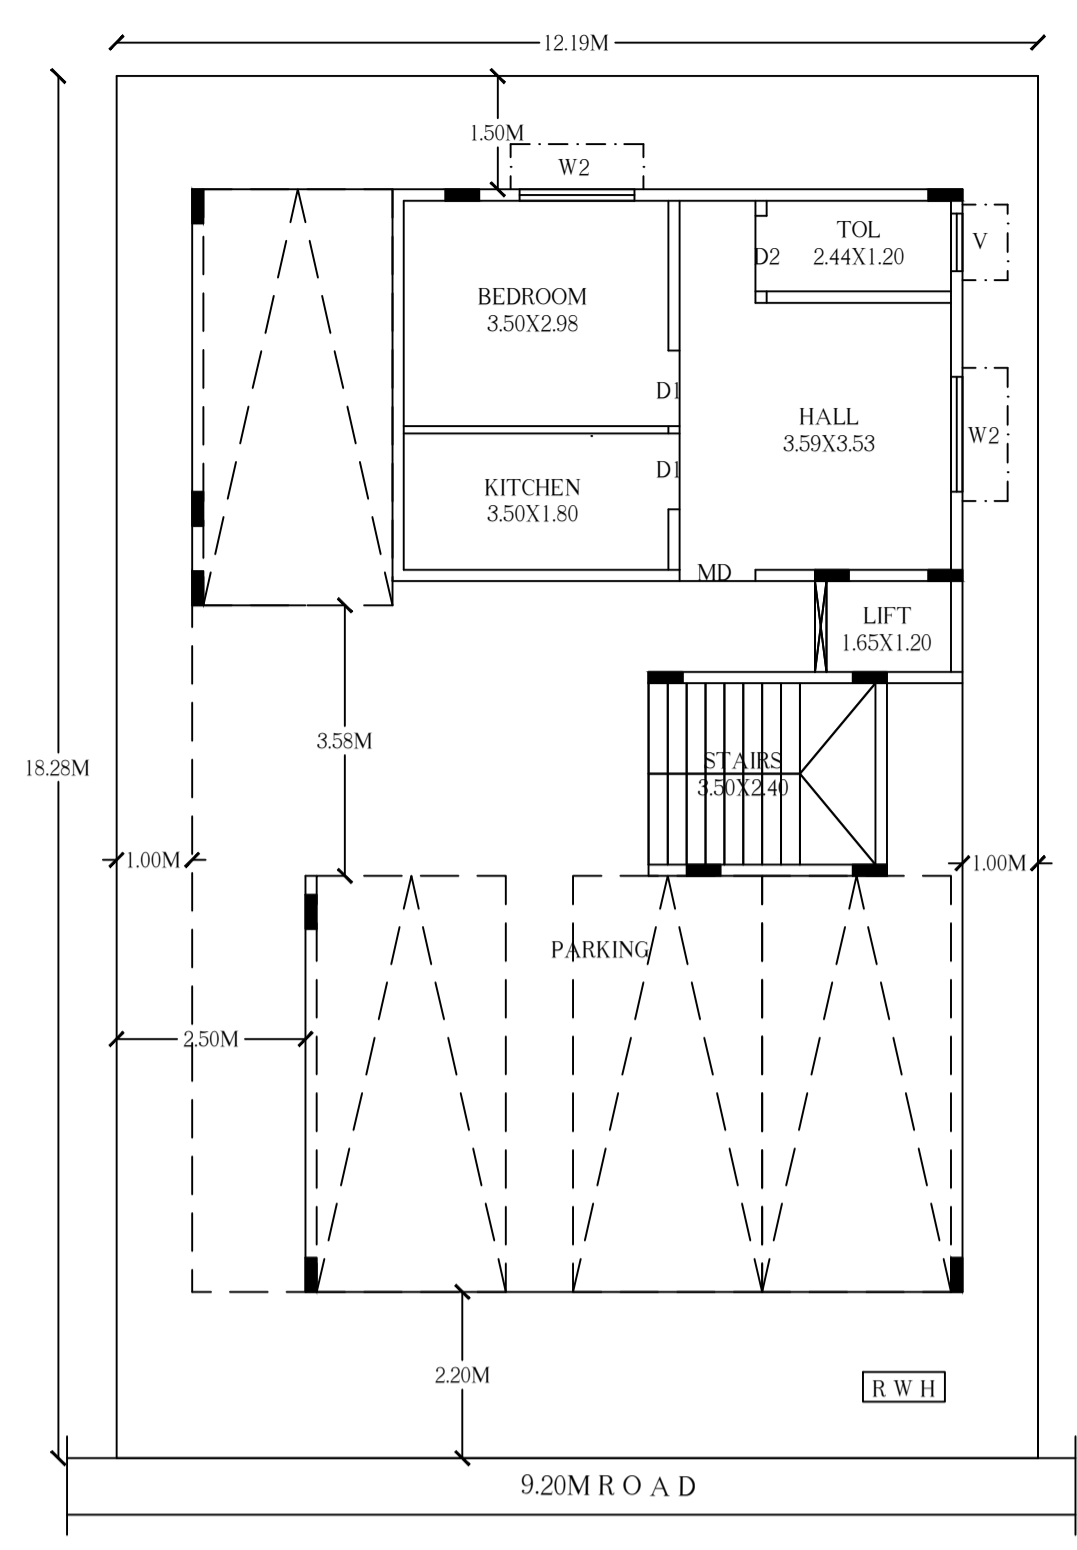 12.19M
1.50M
W2
TOL
2.44X1.20
V
D2
BEDROOM
3.50X2.98
D1
HALL
3.59X3.53
W2
D1
KITCHEN
3.50X1.80
MD
LIFT
1.65X1.20
3.58M
STAIRS
3.50X2.40
18.28M
1.00M
1.00M
PARKING
2.50M
2.20M
R W H
9.20M R O A D